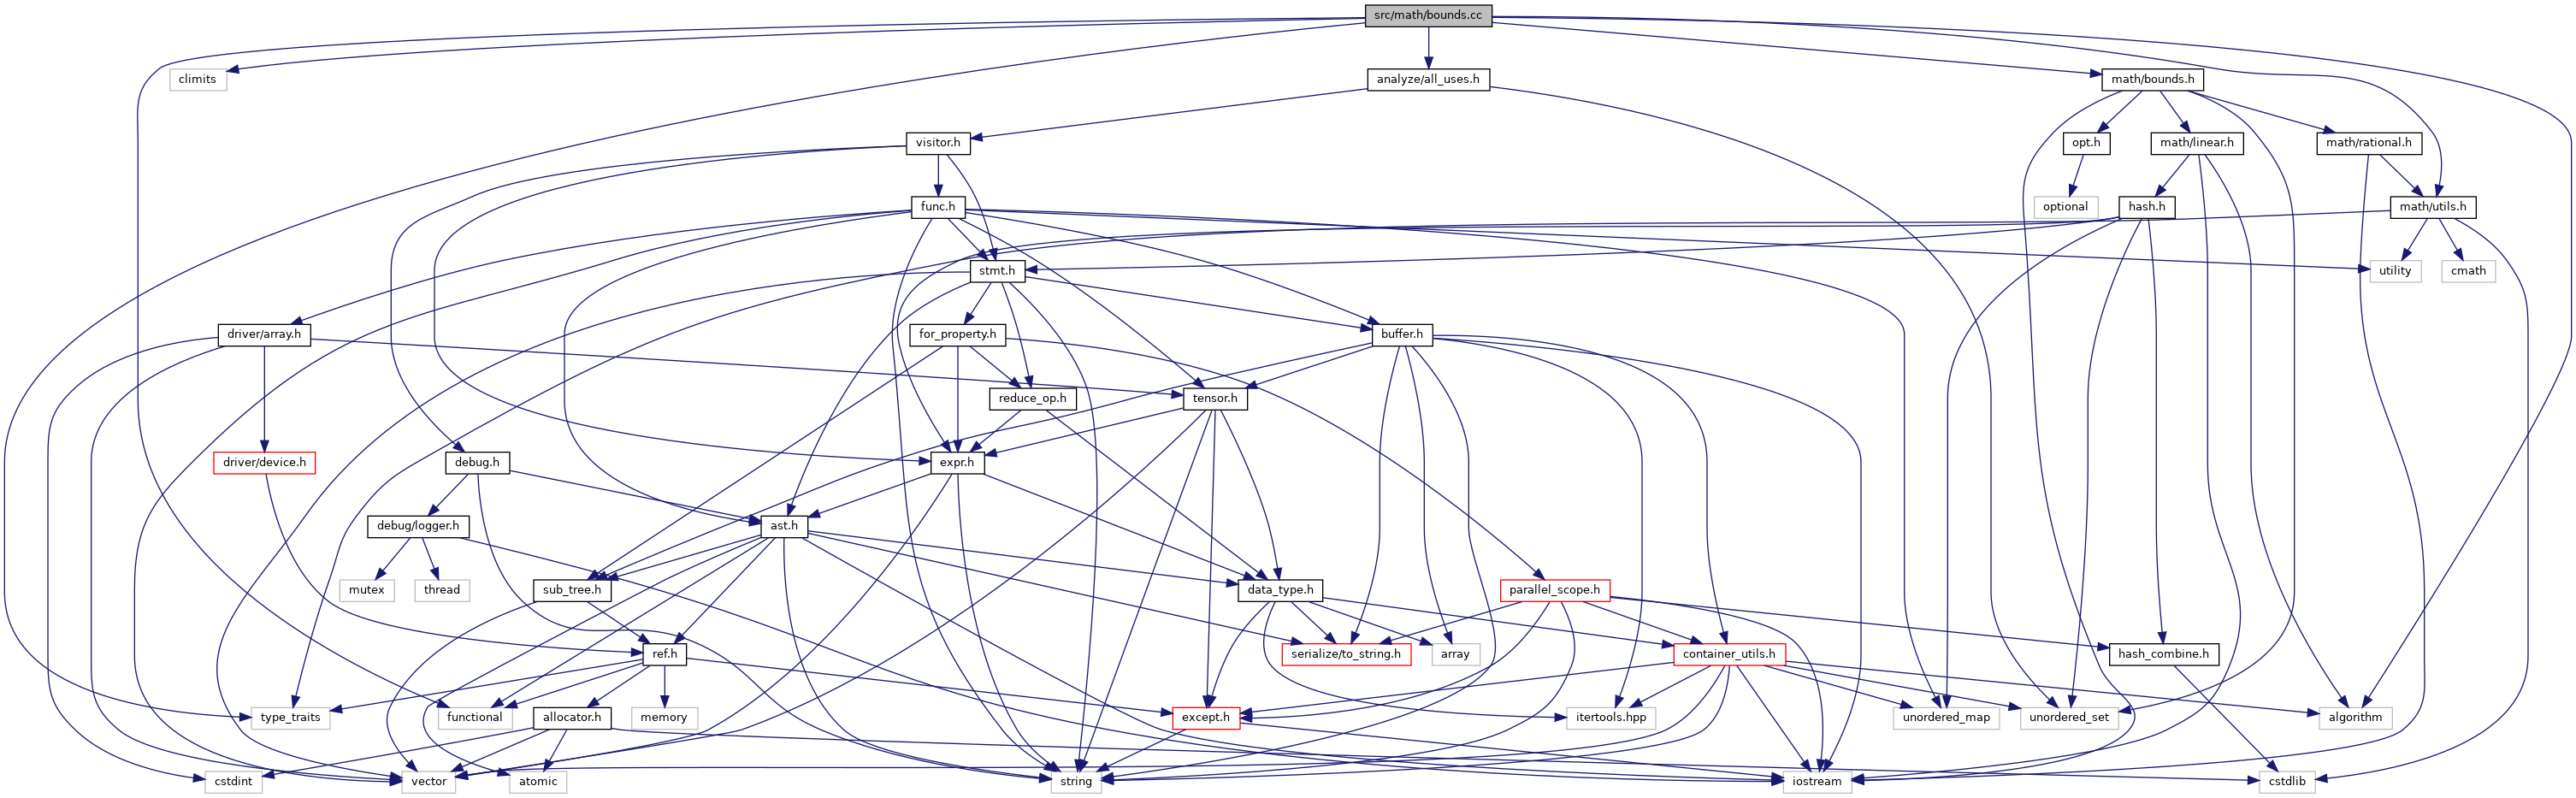 src/math/bounds.cc
climits
analyze/all_uses.h
math/bounds.h
visitor.h
opt.h
math/linear.h
math/rational.h
func.h
optional
hash.h
math/utils.h
stmt.h
utility
cmath
driver/array.h
for_property.h
buffer.h
reduce_op.h
tensor.h
driver/device.h
debug.h
expr.h
debug/logger.h
ast.h
mutex
thread
sub_tree.h
data_type.h
parallel_scope.h
ref.h
serialize/to_string.h
array
container_utils.h
hash_combine.h
type_traits
functional
allocator.h
memory
except.h
itertools.hpp
unordered_map
unordered_set
algorithm
cstdint
vector
atomic
string
iostream
cstdlib